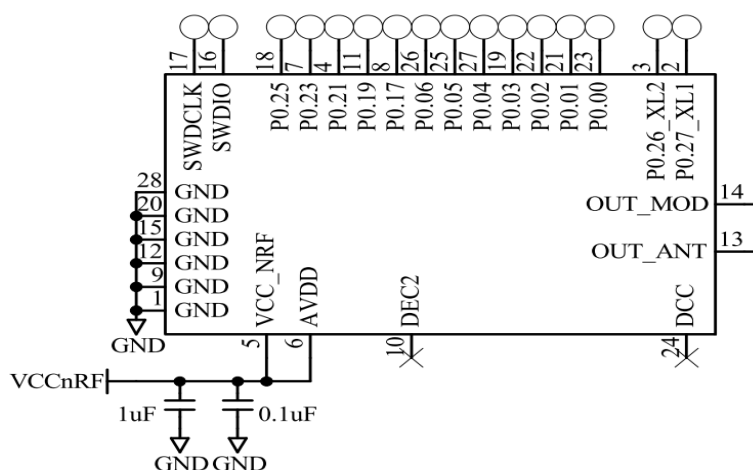 17 16 18 7 4 11 8 26 25 27 19 22 21 23 3 2
SWDCLK SWDIO P0.25 P0.23 P0.21 P0.19 P0.17 P0.06 P0.05 P0.04 P0.03 P0.02 P0.01 P0.00 P0.26_XL2 P0.27_XL1
28 GND
20 GND OUT_MOD 14
15 GND
12 GND OUT_ANT 13
9 GND
1 GND
VCC_NRF AVDD DEC2 DCC
GND 5 6 10 24
VCCnRF
1uF 0.1uF
GND GND